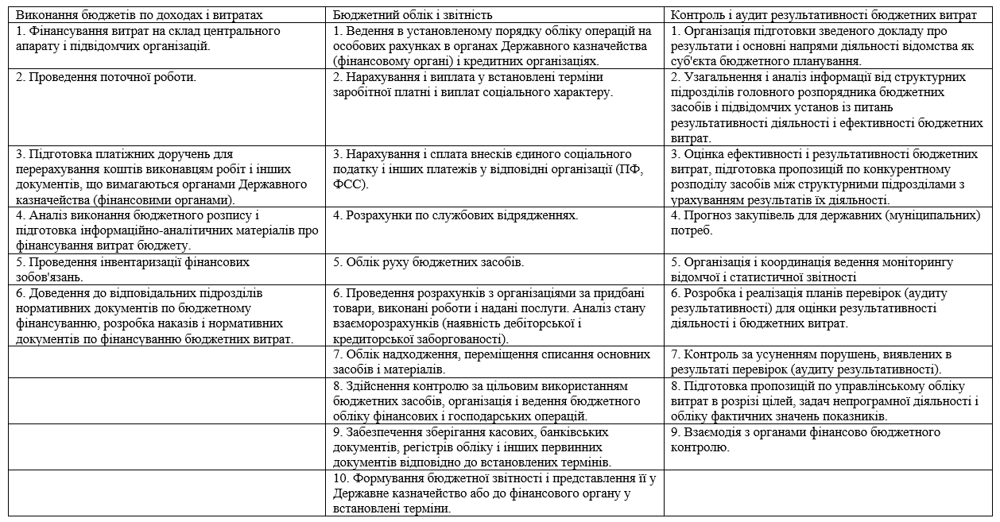 Виконання бюджетів по доходах і витратах
Бюджетний облік і звітність
Контроль і аудит результативності бюджетних витрат
1. Фінансування витрат на склад центрального
апарату і підвідомчих організацій.
1. Ведення в установленому порядку обліку операцій на
особових рахунках в органах Державного казначейства
(фінансовому органі) і кредитних організаціях.
1. Організація підготовки зведеного докладу про
результати і основні напрями діяльності відомства як
суб'єкта бюджетного планування.
2. Проведення поточної роботи.
2. Нарахування і виплата у встановлені терміни
заробітної платні і виплат соціального характеру.
2. Узагальнення і аналіз інформації від структурних
підрозділів головного розпорядника бюджетних
засобів і підвідомчих установ із питань
результативності діяльності і ефективності бюджетних
витрат.
3. Підготовка платіжних доручень для
перерахування коштів виконавцям робіт і інших
документів, що вимагаються органами Державного
казначейства (фінансовими органами).
3. Нарахування і сплата внесків єдиного соціального
податку і інших платежів у відповідні організації (ПФ,
ФСС).
3. Оцінка ефективності і результативності бюджетних
витрат, підготовка пропозицій по конкурентному
розподілу засобів між структурними підрозділами з
урахуванням результатів їх діяльності.
4. Аналіз виконання бюджетного розпису і
підготовка інформаційно-аналітичних матеріалів про
фінансування витрат бюджету.
4. Розрахунки по службових відрядженнях.
4. Прогноз закупівель для державних (муніципальних)
потреб.
5. Проведення інвентаризації фінансових
зобов'язань.
5. Облік руху бюджетних засобів.
5. Організація і координація ведення моніторингу
відомчої і статистичної звітності
6. Доведення до відповідальних підрозділів
нормативних документів по бюджетному
фінансуванню, розробка наказів і нормативних
документів по фінансуванню бюджетних витрат.
6. Проведення розрахунків з організаціями за придбані
товари, виконані роботи і надані послуги. Аналіз стану
взаєморозрахунків (наявність дебіторської і
кредиторської заборгованості).
6. Розробка і реалізація планів перевірок (аудиту
результативності) для оцінки результативності
діяльності і бюджетних витрат.
7. Облік надходження, переміщення списання основних
засобів і матеріалів.
7. Контроль за усуненням порушень, виявлених в
результаті перевірок (аудиту результативності).
8. Здійснення контролю за цільовим використанням
бюджетних засобів, організація і ведення бюджетного
обліку фінансових і господарських операцій.
8. Підготовка пропозицій по управлінському обліку
витрат в розрізі цілей, задач непрограмної діяльності і
обліку фактичних значень показників.
9. Забезпечення зберігання касових, банківських
документів, регістрів обліку і інших первинних
документів відповідно до встановлених термінів.
9. Взаємодія з органами фінансово бюджетного
контролю.
10. Формування бюджетної звітності і представлення її у
Державне казначейство або до фінансового органу у
встановлені терміни.